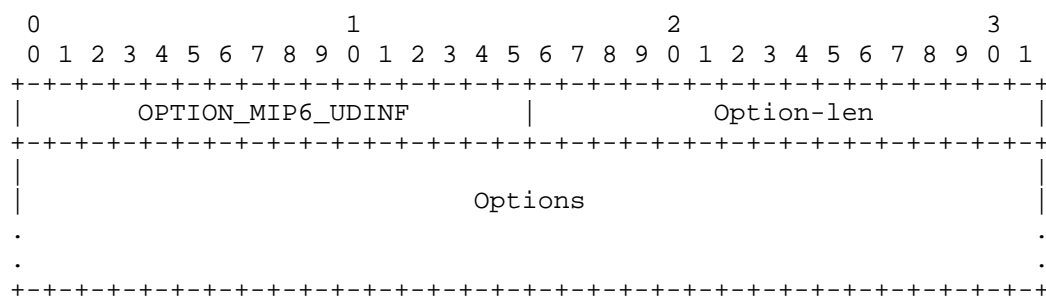 0                   1                   2                   3
 0 1 2 3 4 5 6 7 8 9 0 1 2 3 4 5 6 7 8 9 0 1 2 3 4 5 6 7 8 9 0 1
+-+-+-+-+-+-+-+-+-+-+-+-+-+-+-+-+-+-+-+-+-+-+-+-+-+-+-+-+-+-+-+-+
|       OPTION_MIP6_UDINF       |           Option-len          |
+-+-+-+-+-+-+-+-+-+-+-+-+-+-+-+-+-+-+-+-+-+-+-+-+-+-+-+-+-+-+-+-+
|                                                               |
|                            Options                            |
.                                                               .
.                                                               .
+-+-+-+-+-+-+-+-+-+-+-+-+-+-+-+-+-+-+-+-+-+-+-+-+-+-+-+-+-+-+-+-+